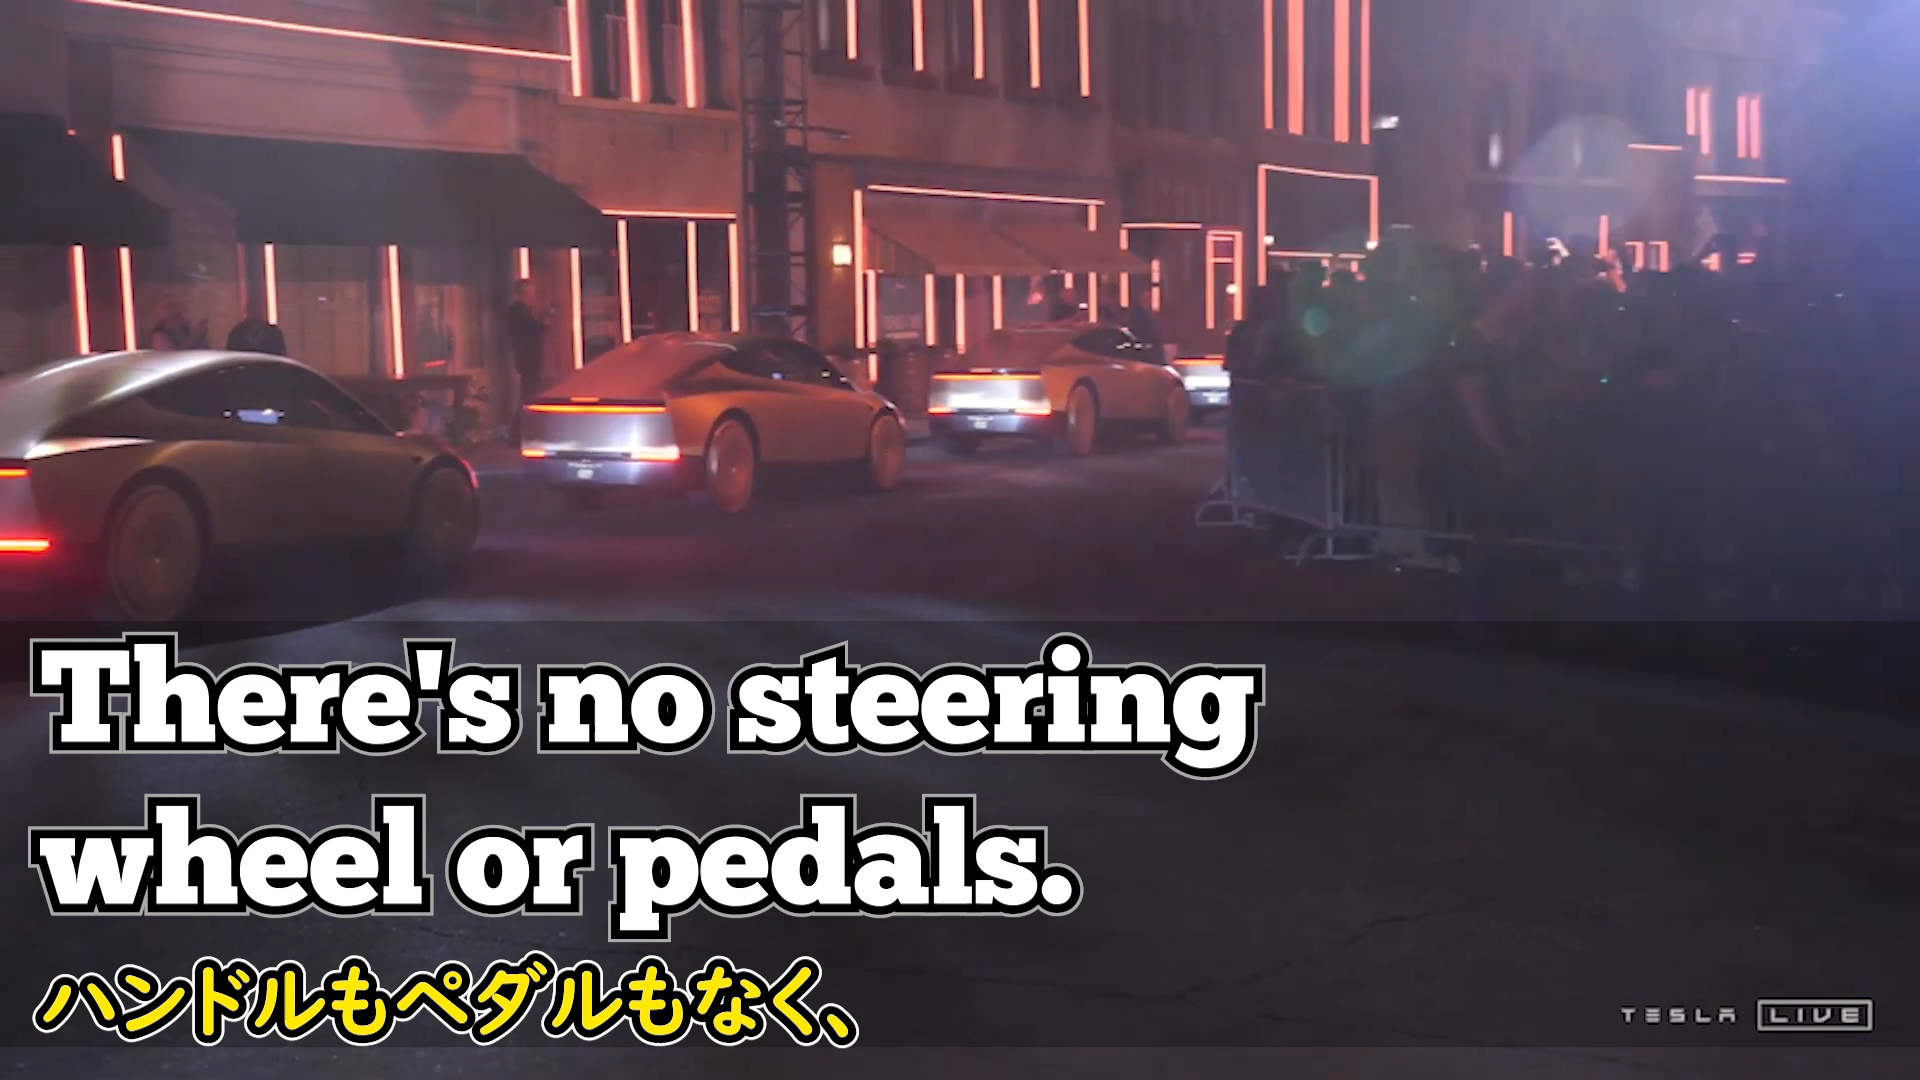 There's no steering
wheel or pedals.
ハンドルもペダルもなく、
TESLA LIVE